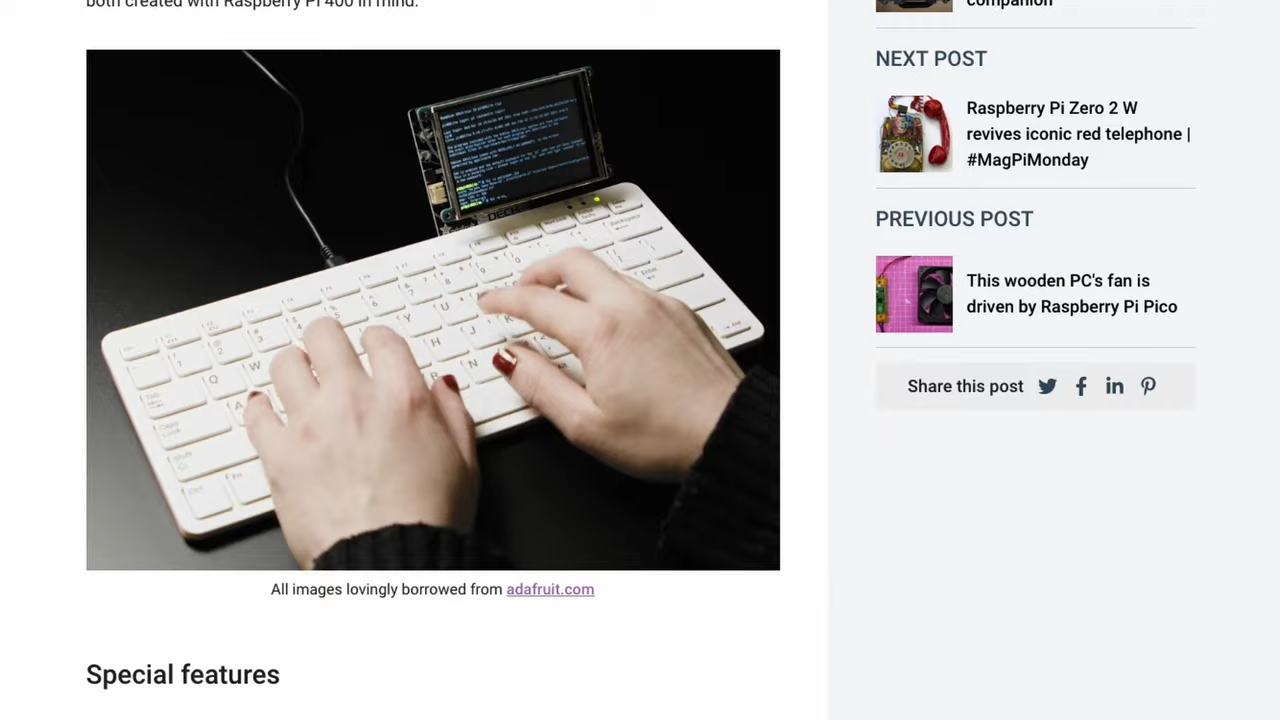 both created with Raspberry Pi 400 in mind.
All images lovingly borrowed from adafruit.com
Special features
companion
NEXT POST
Raspberry Pi Zero 2 W
revives iconic red telephone |
#MagPiMonday
PREVIOUS POST
This wooden PC's fan is
driven by Raspberry Pi Pico
Share this post